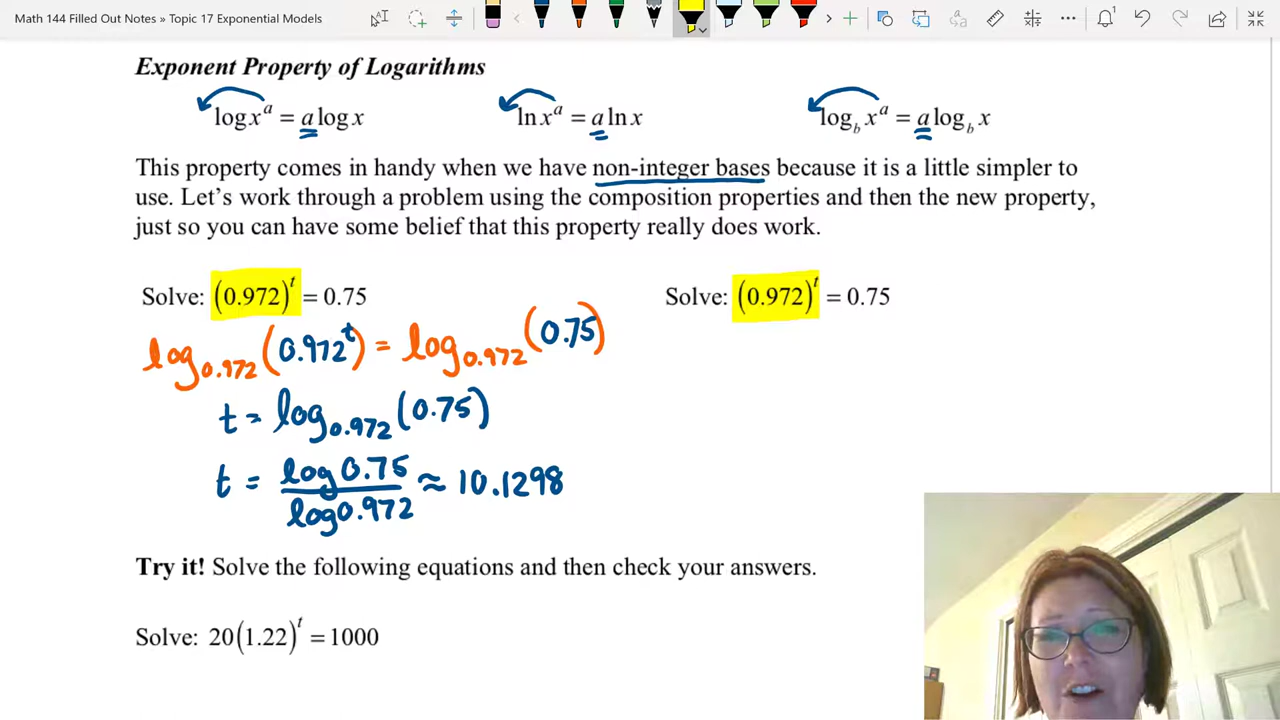 Math 144 Filled Out Notes » Topic 17 Exponential Models
Exponent Property of Logarithms
log xᵃ = a log x    ln xᵃ = a ln x    log_b xᵃ = a log_b x
This property comes in handy when we have non-integer bases because it is a little simpler to
use. Let's work through a problem using the composition properties and then the new property,
just so you can have some belief that this property really does work.
Solve: (0.972)ᵗ = 0.75    Solve: (0.972)ᵗ = 0.75
log_0.972 (0.972ᵗ) = log_0.972 (0.75)
t = log_0.972 (0.75)
t = log 0.75 / log 0.972 ≈ 10.1298
Try it! Solve the following equations and then check your answers.
Solve: 20(1.22)ᵗ = 1000